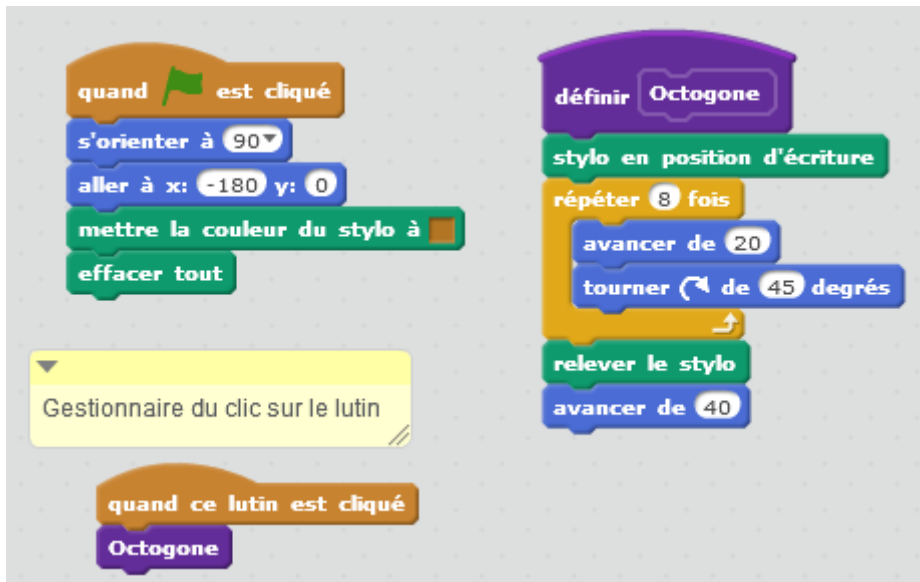 quand est cliqué
s'orienter à 90
aller à x: -180 y: 0
mettre la couleur du stylo à
effacer tout
Gestionnaire du clic sur le lutin
quand ce lutin est cliqué
Octogone
définir Octogone
stylo en position d'écriture
répéter 8 fois
avancer de 20
tourner de 45 degrés
relever le stylo
avancer de 40